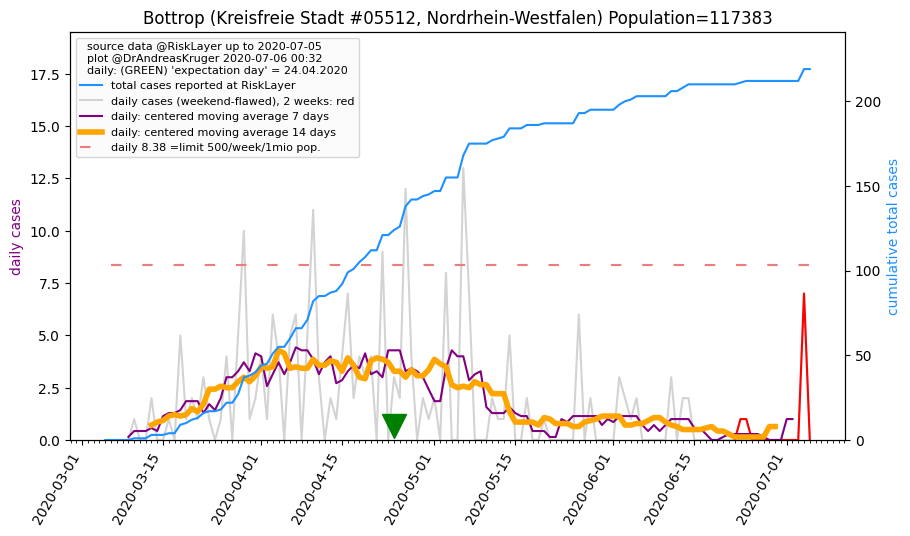 Bottrop (Kreisfreie Stadt #05512, Nordrhein-Westfalen) Population=117383
source data @RiskLayer up to 2020-07-05
plot @DrAndreasKruger 2020-07-06 00:32
daily: (GREEN) 'expectation day' = 24.04.2020
total cases reported at RiskLayer
daily cases (weekend-flawed), 2 weeks: red
daily: centered moving average 7 days
daily: centered moving average 14 days
daily 8.38 =limit 500/week/1mio pop.
daily cases
17.5
15.0
12.5
10.0
7.5
5.0
2.5
0.0
200
150
100
50
0
cumulative total cases
2020-03-01
2020-03-15
2020-04-01
2020-04-15
2020-05-01
2020-05-15
2020-06-01
2020-06-15
2020-07-01